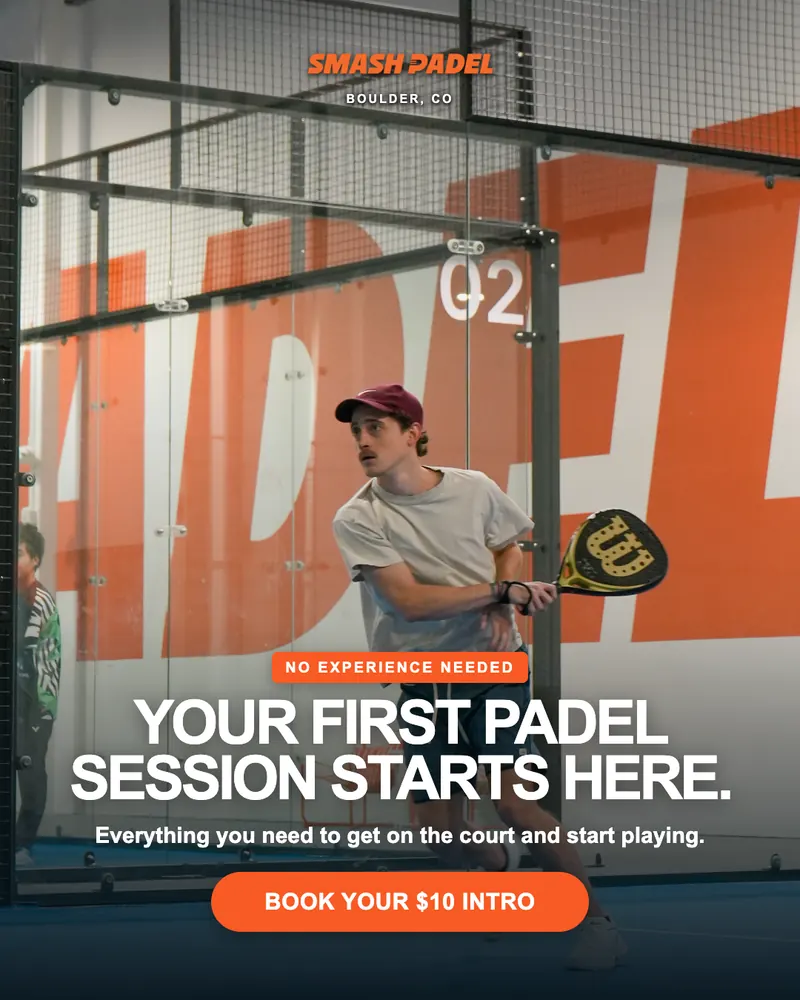 SMASH PADEL
BOULDER, CO
ADEL
02
W
NO EXPERIENCE NEEDED
YOUR FIRST PADEL
SESSION STARTS HERE.
Everything you need to get on the court and start playing.
BOOK YOUR $10 INTRO